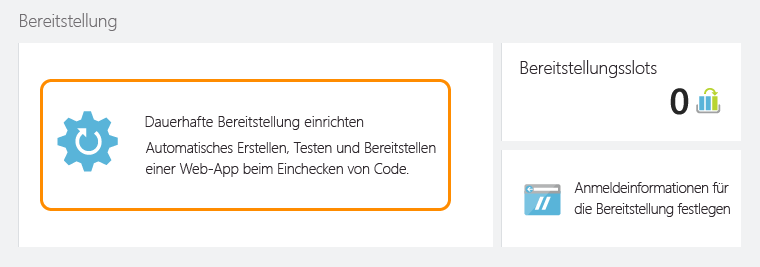 Bereitstellung
Dauerhafte Bereitstellung einrichten
Automatisches Erstellen, Testen und Bereitstellen
einer Web-App beim Einchecken von Code.
Bereitstellungsslots
0
Anmeldeinformationen für
die Bereitstellung festlegen